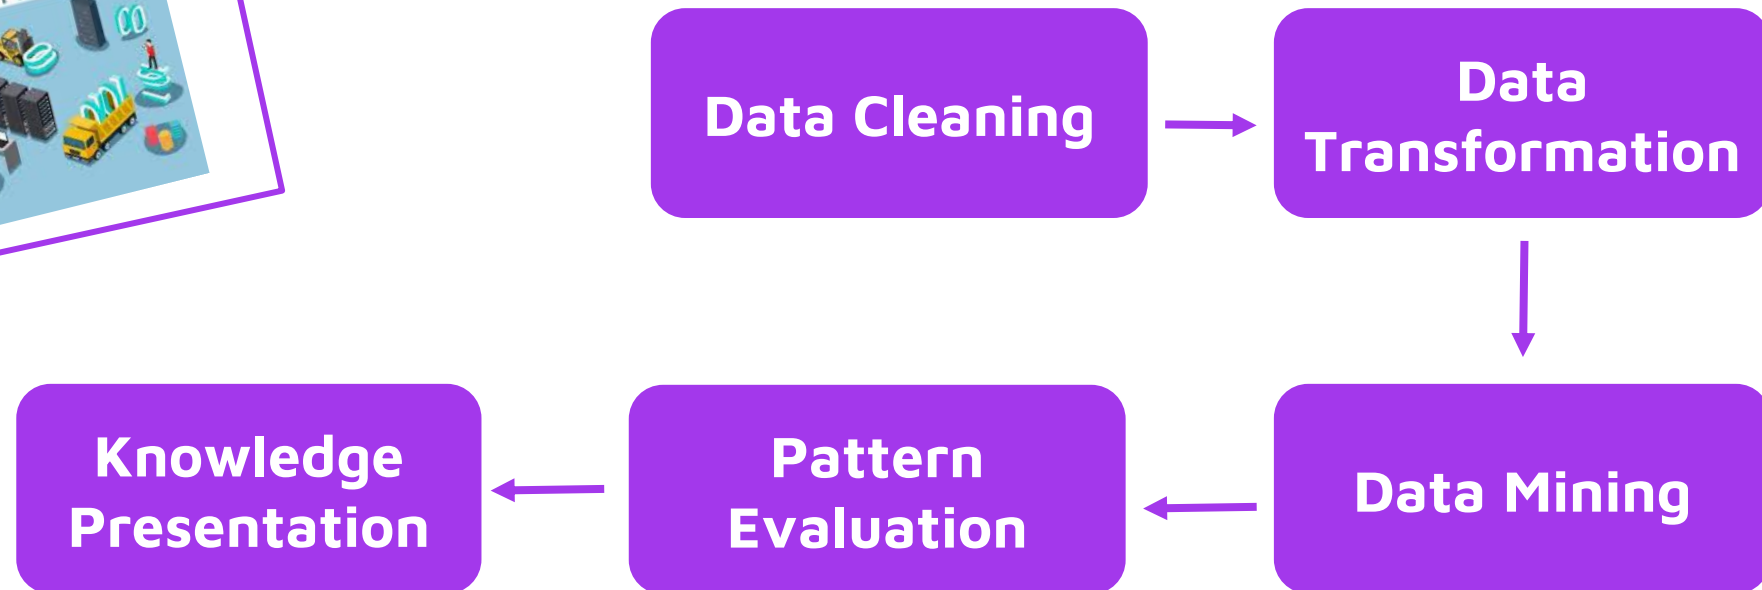 Data Cleaning
Data
Transformation
Data Mining
Pattern
Evaluation
Knowledge
Presentation